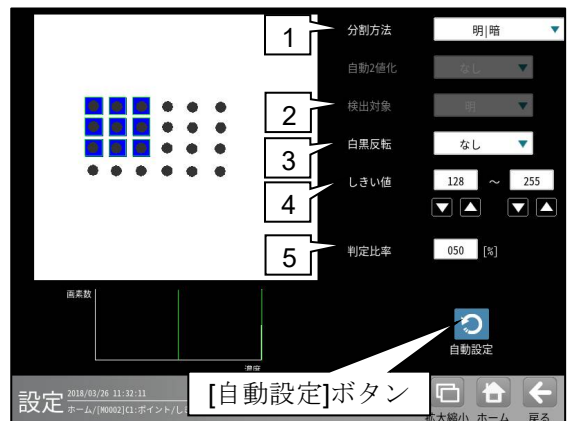 1 分割方法 明|暗
自動2値化 なし
2 検出対象 明
3 白黒反転 なし
4 しきい値 128 ～ 255
5 判定比率 050 [%]
画素数
濃度
自動設定
[自動設定]ボタン
設定 2018/03/26 11:32:11
ホーム/[M0002]C1:ポイント/し
拡大縮小 ホーム 戻る